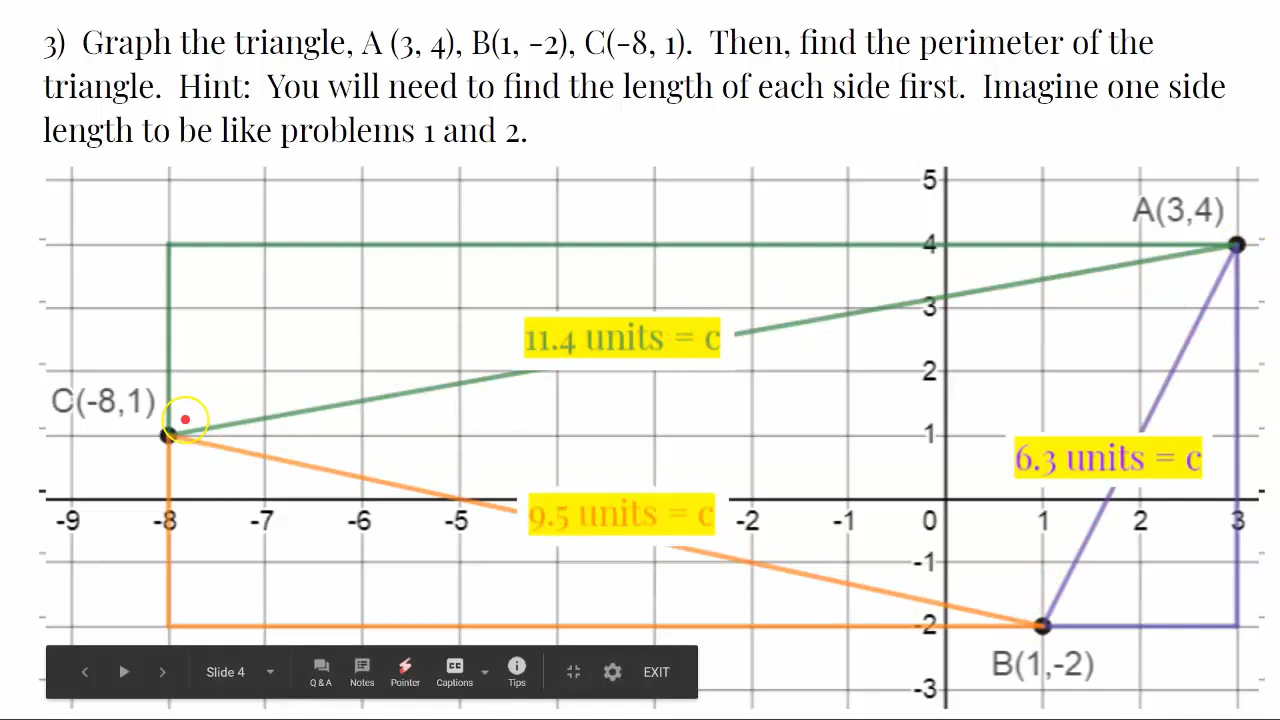 3) Graph the triangle, A (3, 4), B(1, -2), C(-8, 1). Then, find the perimeter of the
triangle. Hint: You will need to find the length of each side first. Imagine one side
length to be like problems 1 and 2.
5
A(3,4)
4
3
11.4 units = c
2
C(-8,1)
1
6.3 units = c
9.5 units = c
-9 -8 -7 -6 -5 -2 -1 0 1 2 3
-1
-2
B(1,-2)
-3
Slide 4 Q & A Notes Pointer Captions Tips EXIT